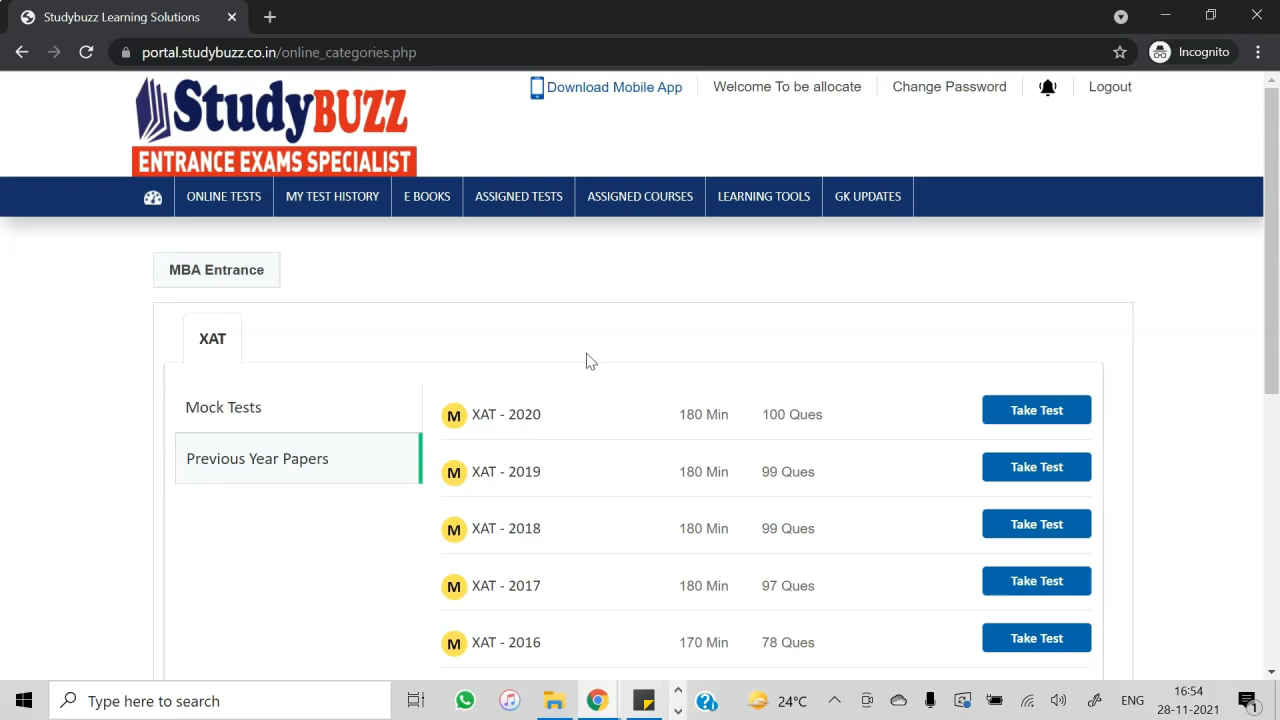 Studybuzz Learning Solutions
portal.studybuzz.co.in/online_categories.php
Incognito
StudyBUZZ
ENTRANCE EXAMS SPECIALIST
Download Mobile App
Welcome To be allocate
Change Password
Logout
ONLINE TESTS
MY TEST HISTORY
E BOOKS
ASSIGNED TESTS
ASSIGNED COURSES
LEARNING TOOLS
GK UPDATES
MBA Entrance
XAT
Mock Tests
Previous Year Papers
M XAT - 2020 180 Min 100 Ques Take Test
M XAT - 2019 180 Min 99 Ques Take Test
M XAT - 2018 180 Min 99 Ques Take Test
M XAT - 2017 180 Min 97 Ques Take Test
M XAT - 2016 170 Min 78 Ques Take Test
Type here to search
24°C
ENG
16:54
28-11-2021
1